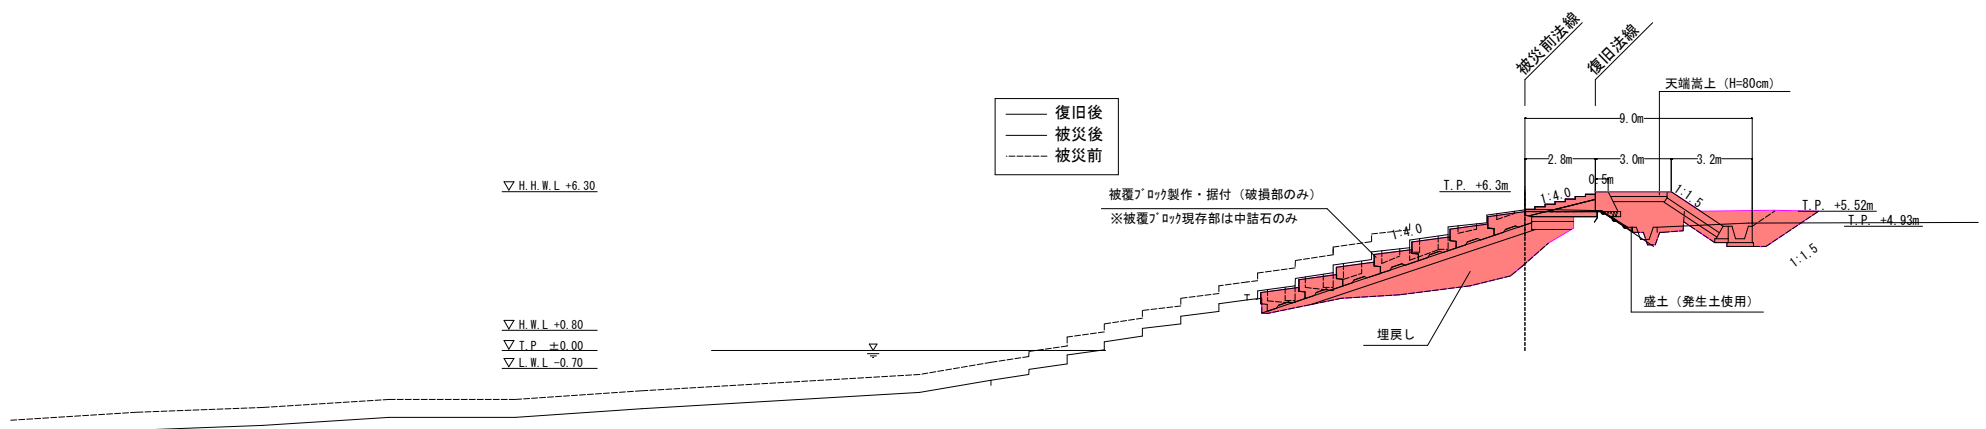 被災前法線
復旧法線
天端嵩上 (H=80cm)
9.0m
復旧後
被災後
被災前
2.8m
3.0m
3.2m
0.5m
▽ H.H.W.L +6.30
T.P. +6.3m
1:4.0
1:1.5
被覆ﾌﾞﾛｯｸ製作・据付 (破損部のみ)
※被覆ﾌﾞﾛｯｸ現存部は中詰石のみ
T.P. +5.52m
T.P. +4.93m
1:4.0
1:1.5
盛土 (発生土使用)
▽ H.W.L +0.80
埋戻し
▽ T.P ±0.00
▽ L.W.L -0.70